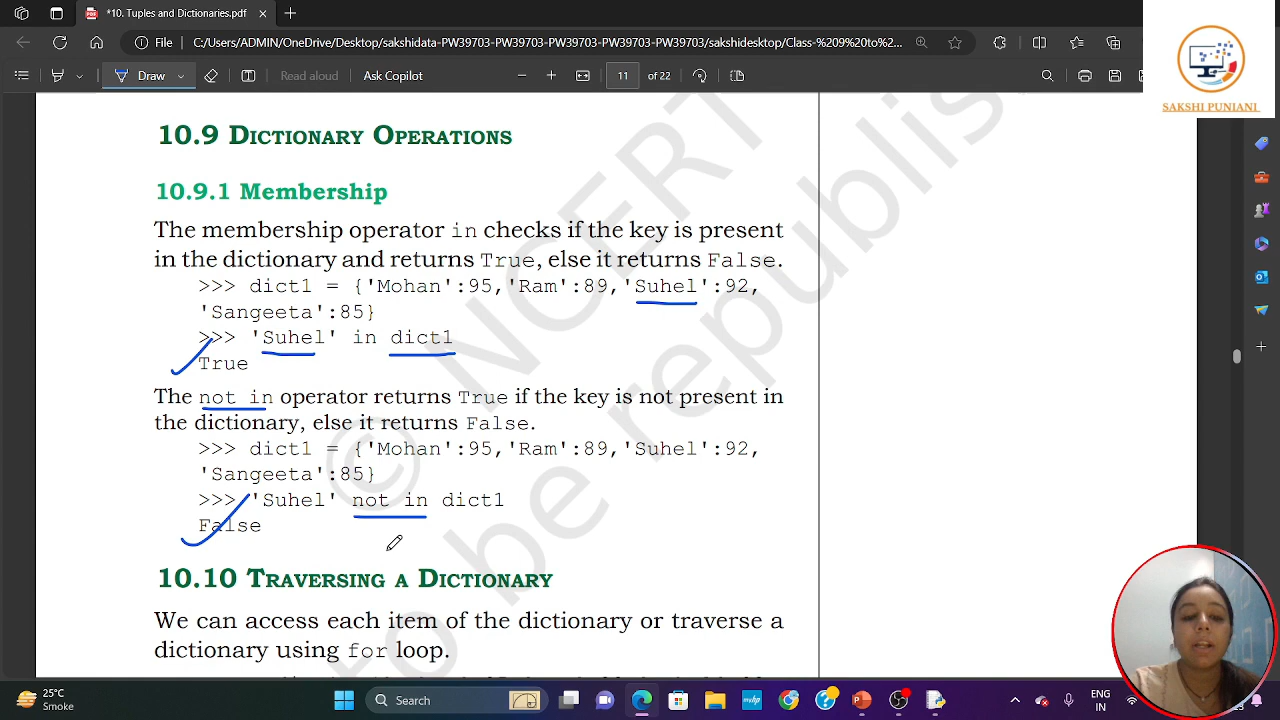 *10. Tuples and Dictionaries.pdf
File
C:/Users/ADMIN/OneDrive/sakshidata-PW39703-PW39703-PW39703-PW39703/sakshidesktop/Class-%209%20to%2...
Draw
Read aloud
Ask Copilot
11 of 22
SAKSHI PUNIANI
© NCERT
to be republis
10.9 DICTIONARY OPERATIONS
10.9.1 Membership
The membership operator in checks if the key is present
in the dictionary and returns True, else it returns False.
>>> dict1 = {'Mohan':95,'Ram':89,'Suhel':92,
'Sangeeta':85}
>>> 'Suhel' in dict1
True
The not in operator returns True if the key is not present in
the dictionary, else it returns False.
>>> dict1 = {'Mohan':95,'Ram':89,'Suhel':92,
'Sangeeta':85}
>>> 'Suhel' not in dict1
False
10.10 TRAVERSING A DICTIONARY
We can access each item of the dictionary or traverse a
dictionary using for loop.
25°C
Smoke
Search
ENG
IN